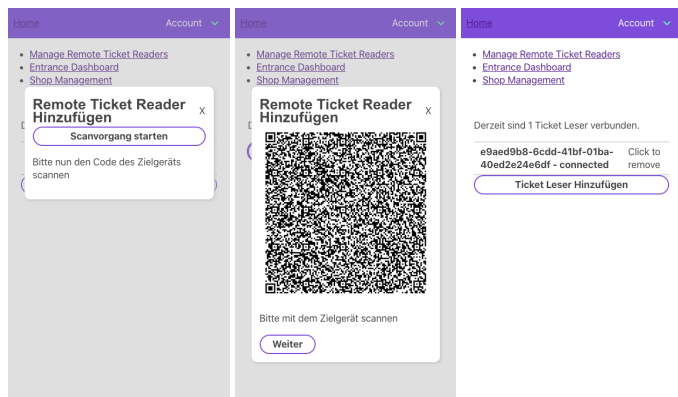 Home
Account
Manage Remote Ticket Readers
Entrance Dashboard
Shop Management
Remote Ticket Reader
Hinzufügen
X
Scanvorgang starten
Bitte nun den Code des Zielgeräts
scannen
Home
Account
Manage Remote Ticket Readers
Entrance Dashboard
Shop Management
Remote Ticket Reader
Hinzufügen
X
Bitte mit dem Zielgerät scannen
Weiter
Home
Account
Manage Remote Ticket Readers
Entrance Dashboard
Shop Management
Derzeit sind 1 Ticket Leser verbunden.
e9aed9b8-6cdd-41bf-01ba-
40ed2e24e6df - connected
Click to
remove
Ticket Leser Hinzufügen